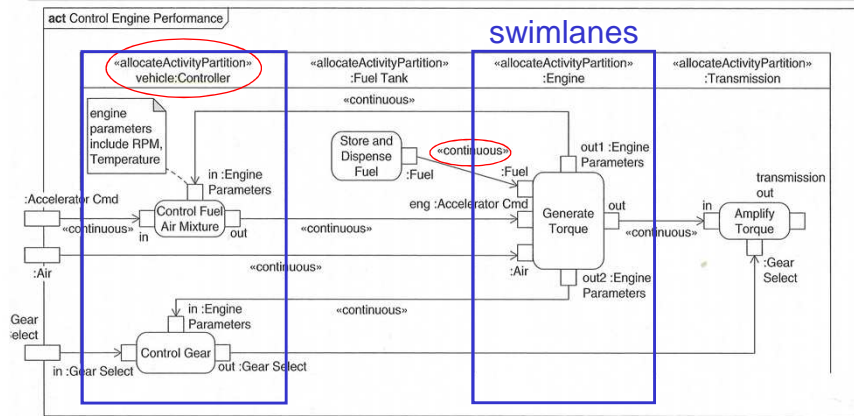 act Control Engine Performance
swimlanes
«allocateActivityPartition»
vehicle:Controller
«allocateActivityPartition»
:Fuel Tank
«allocateActivityPartition»
:Engine
«allocateActivityPartition»
:Transmission
«continuous»
engine
parameters
include RPM,
Temperature
in :Engine
Parameters
Store and
Dispense
Fuel
:Fuel
«continuous»
:Fuel
out1 :Engine
Parameters
:Accelerator Cmd
«continuous»
in
Control Fuel
Air Mixture
out
«continuous»
eng :Accelerator Cmd
Generate
Torque
out
«continuous»
in
transmission
out
Amplify
Torque
:Gear
Select
:Air
«continuous»
:Air
out2 :Engine
Parameters
«continuous»
in :Engine
Parameters
:Gear
Select
in :Gear Select
Control Gear
out :Gear Select